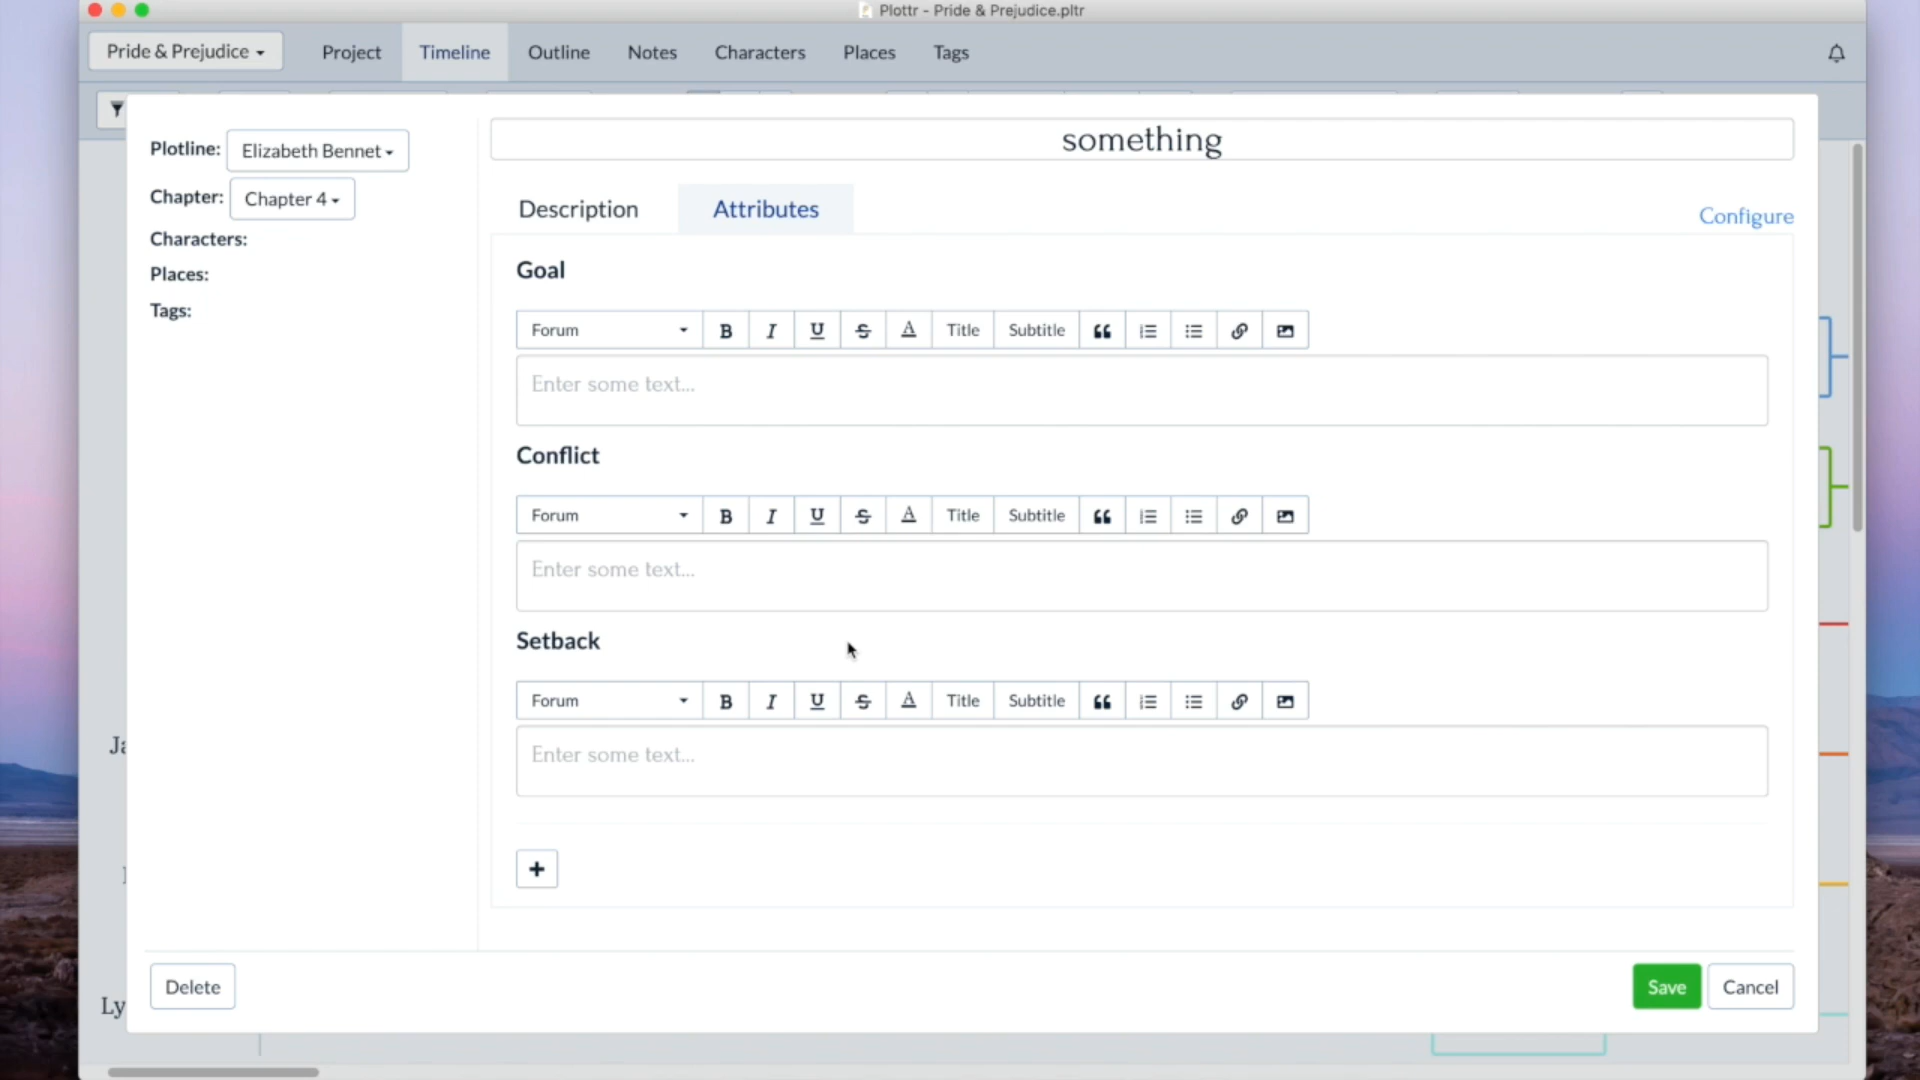 Plottr - Pride & Prejudice.pltr
Pride & Prejudice
Project
Timeline
Outline
Notes
Characters
Places
Tags
Plotline: Elizabeth Bennet
Chapter: Chapter 4
Characters:
Places:
Tags:
something
Description
Attributes
Configure
Goal
Forum B I U S A Title Subtitle
Enter some text...
Conflict
Forum B I U S A Title Subtitle
Enter some text...
Setback
Forum B I U S A Title Subtitle
Enter some text...
+
Ja
Ly
Delete
Save
Cancel